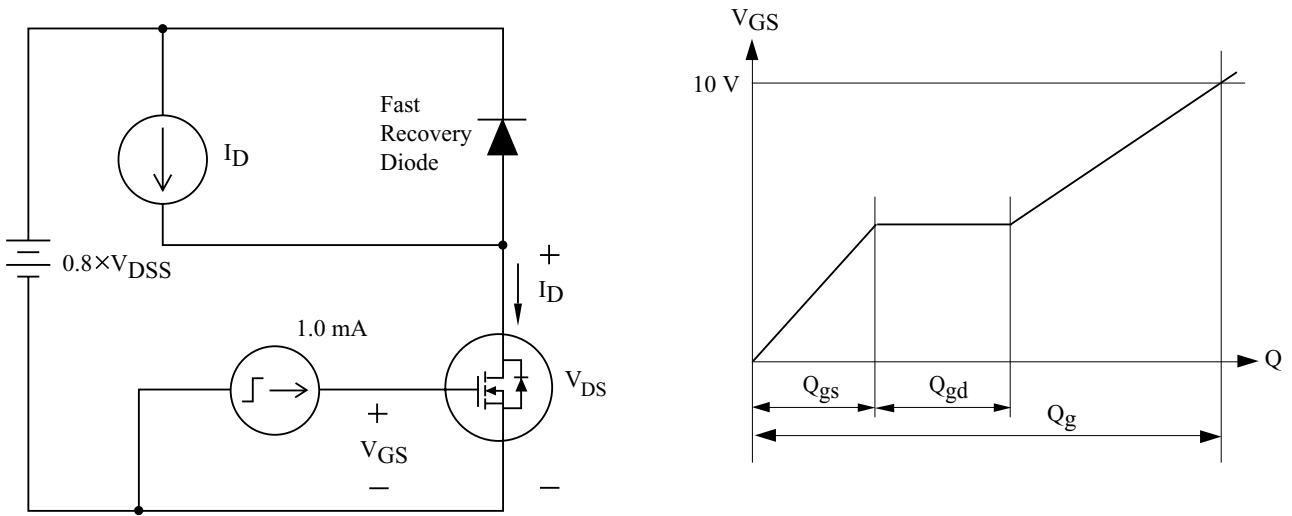 Fast
Recovery
Diode
I_D
0.8×V_DSS
+
I_D
1.0 mA
V_DS
+
V_GS
−
−
V_GS
10 V
Q
Q_gs
Q_gd
Q_g